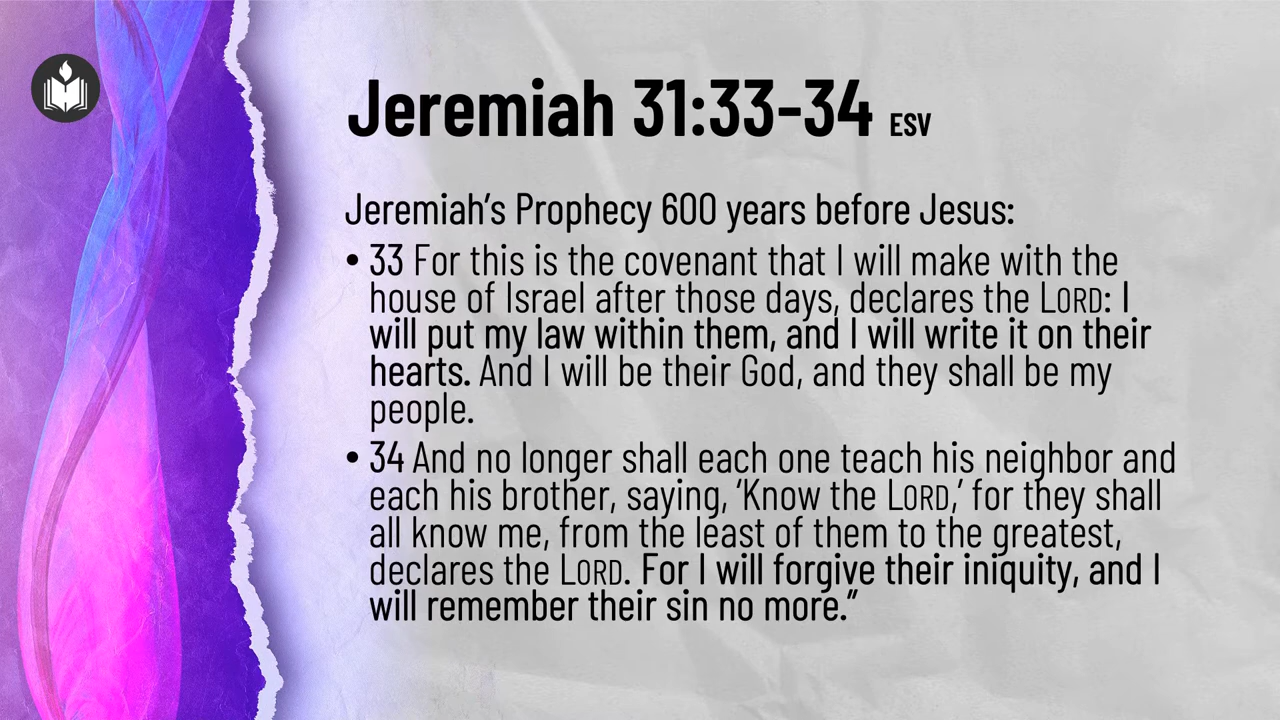 Jeremiah 31:33-34 ESV
Jeremiah’s Prophecy 600 years before Jesus:
• 33 For this is the covenant that I will make with the
house of Israel after those days, declares the LORD: I
will put my law within them, and I will write it on their
hearts. And I will be their God, and they shall be my
people.
• 34 And no longer shall each one teach his neighbor and
each his brother, saying, ‘Know the LORD,’ for they shall
all know me, from the least of them to the greatest,
declares the LORD. For I will forgive their iniquity, and I
will remember their sin no more.”